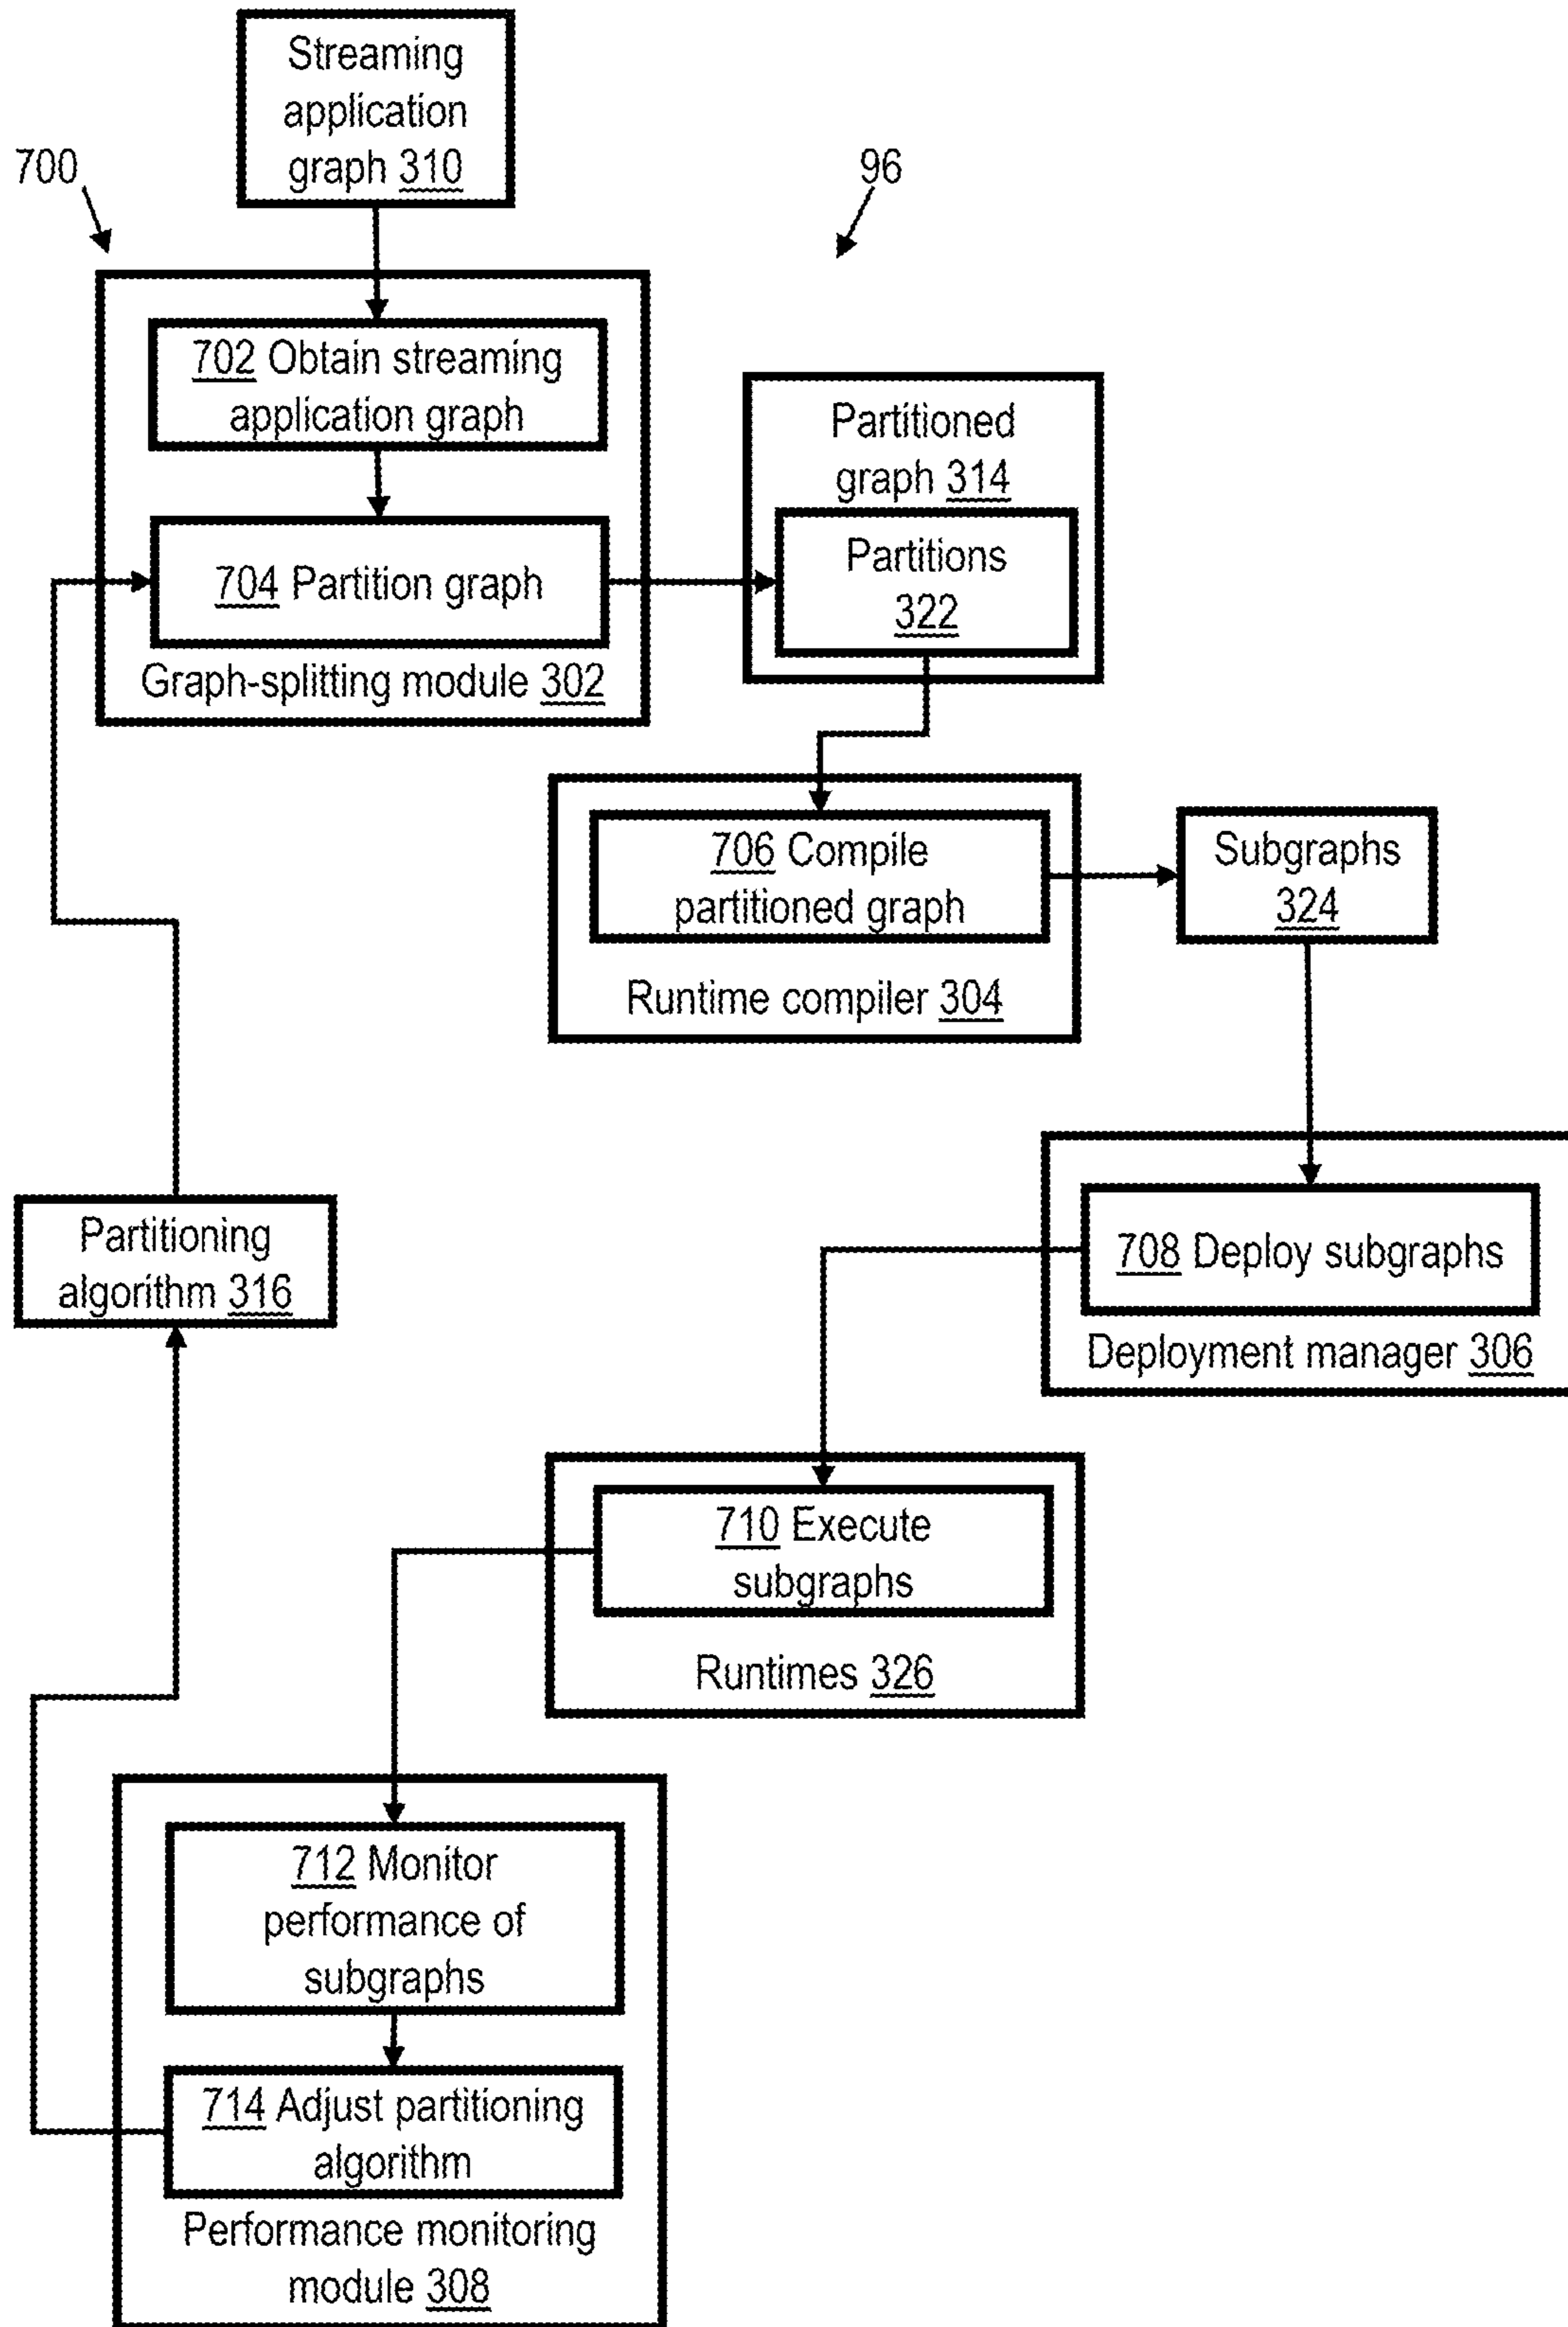 Streaming
application
graph 310
700
96
702 Obtain streaming
application graph
704 Partition graph
Graph-splitting module 302
Partitioned
graph 314
Partitions
322
706 Compile
partitioned graph
Runtime compiler 304
Subgraphs
324
708 Deploy subgraphs
Deployment manager 306
Partitioning
algorithm 316
710 Execute
subgraphs
Runtimes 326
712 Monitor
performance of
subgraphs
714 Adjust partitioning
algorithm
Performance monitoring
module 308